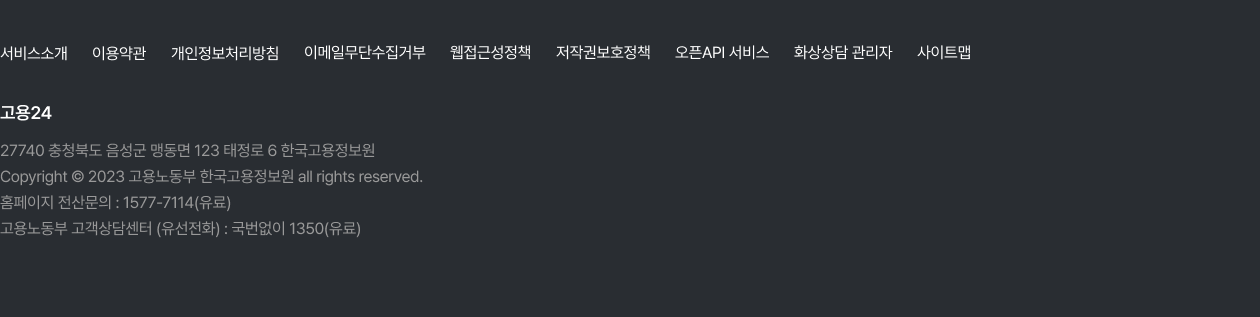 서비스소개 이용약관 개인정보처리방침 이메일무단수집거부 웹접근성정책 저작권보호정책 오픈API 서비스 화상상담 관리자 사이트맵
고용24
27740 충청북도 음성군 맹동면 123 태정로 6 한국고용정보원
Copyright © 2023 고용노동부 한국고용정보원 all rights reserved.
홈페이지 전산문의 : 1577-7114(유료)
고용노동부 고객상담센터 (유선전화) : 국번없이 1350(유료)